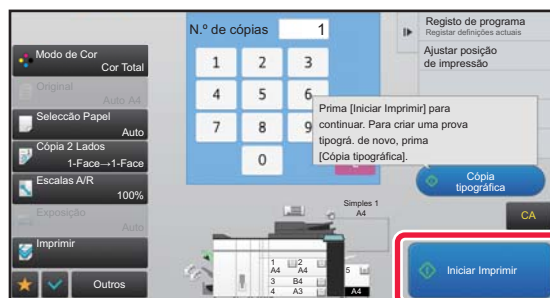 N.º de cópias 1
Registo de programa
Registar definições actuais
Ajustar posição
de impressão
Modo de Cor
Cor Total
Original
Auto A4
Selecção Papel
Auto
Cópia 2 Lados
1-Face→1-Face
Escalas A/R
100%
Exposição
Auto
Imprimir
Outros
1 2 3
4 5 6
7 8 9
0
Prima [Iniciar Imprimir] para
continuar. Para criar uma prova
tipográ. de novo, prima
[Cópia tipográfica].
Cópia
tipográfica
CA
Simples 1
A4
1 2
A4 A4
3 B4
4 A3
5
A4
Iniciar Imprimir